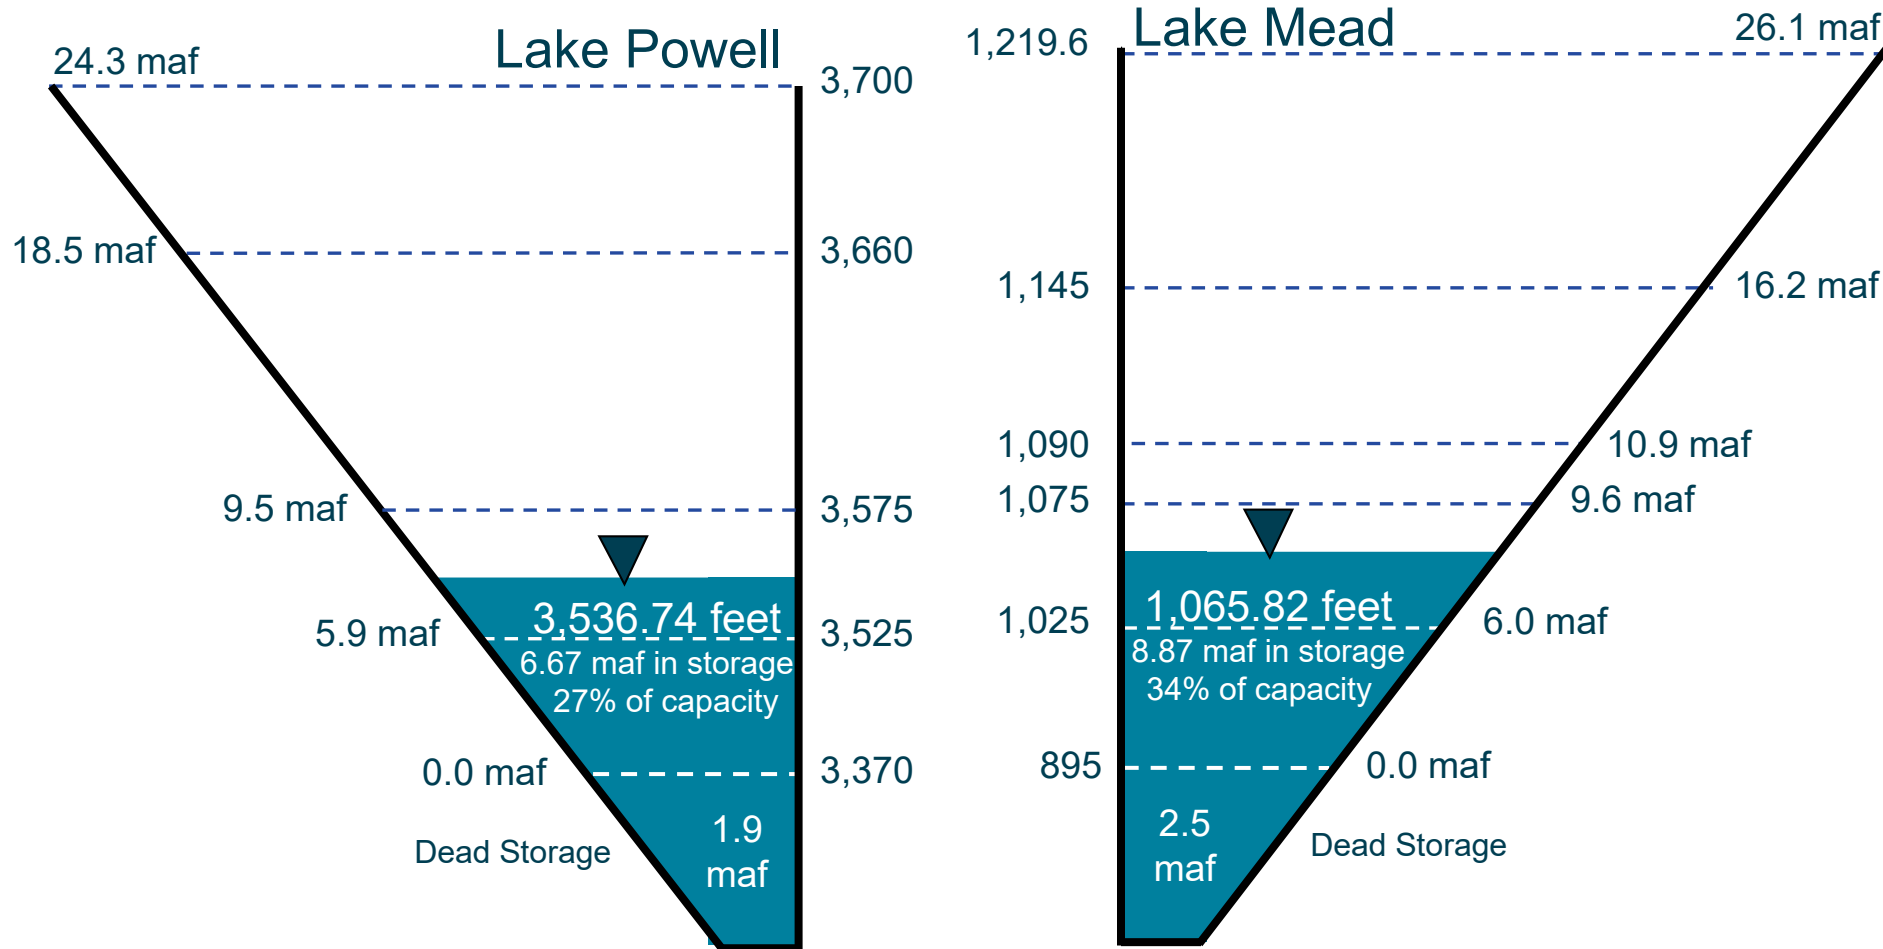 Lake Powell
24.3 maf
3,700
18.5 maf
3,660
9.5 maf
3,575
3,536.74 feet
5.9 maf
3,525
6.67 maf in storage
27% of capacity
0.0 maf
3,370
1.9
maf
Dead Storage
Lake Mead
1,219.6
26.1 maf
1,145
16.2 maf
1,090
10.9 maf
1,075
9.6 maf
1,065.82 feet
1,025
6.0 maf
8.87 maf in storage
34% of capacity
895
0.0 maf
2.5
maf
Dead Storage